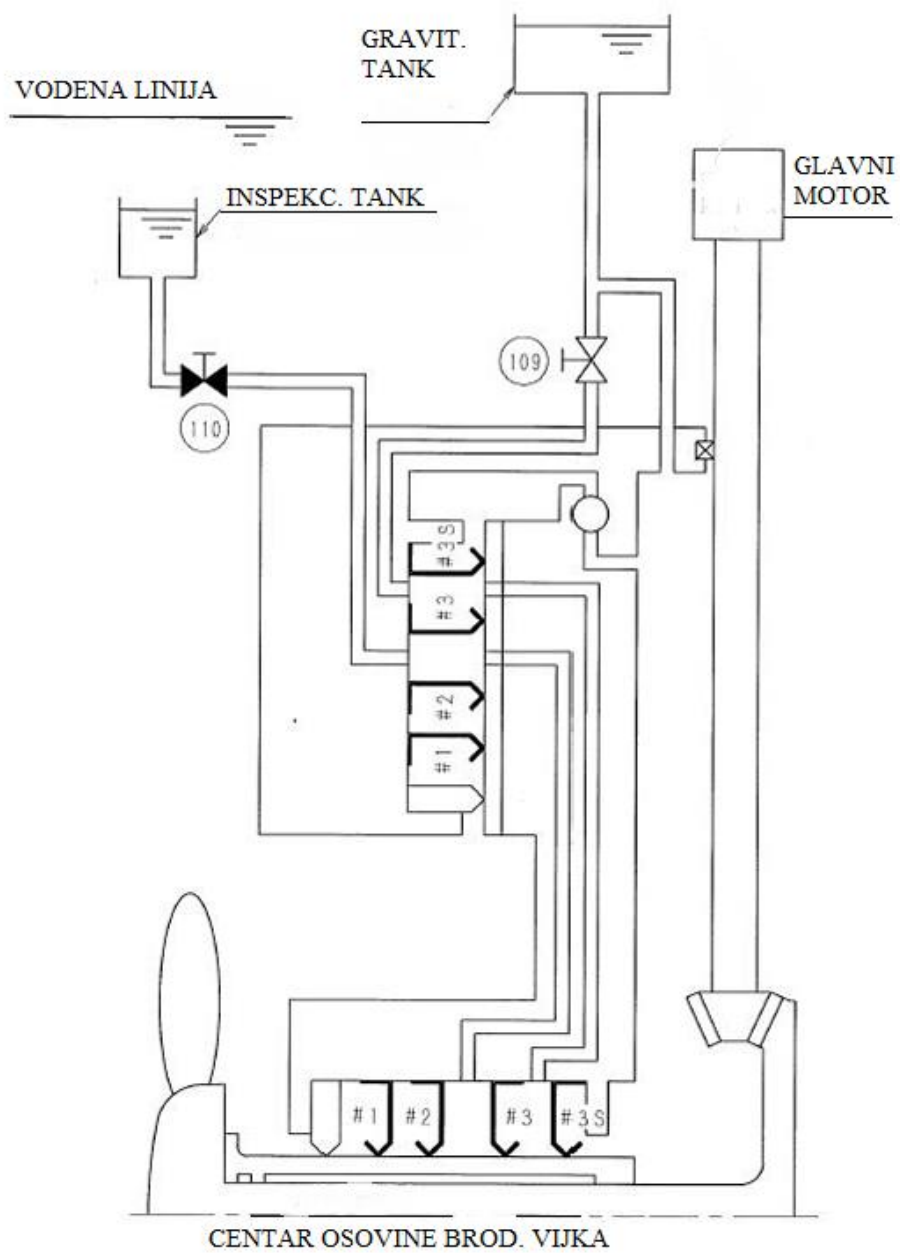 GRAVIT.
TANK
VODENA LINIJA
GLAVNI
MOTOR
INSPEKC. TANK
109
110
#3S
#3
#2
#1
#1
#2
#3
#3S
CENTAR OSOVINE BROD. VIJKA